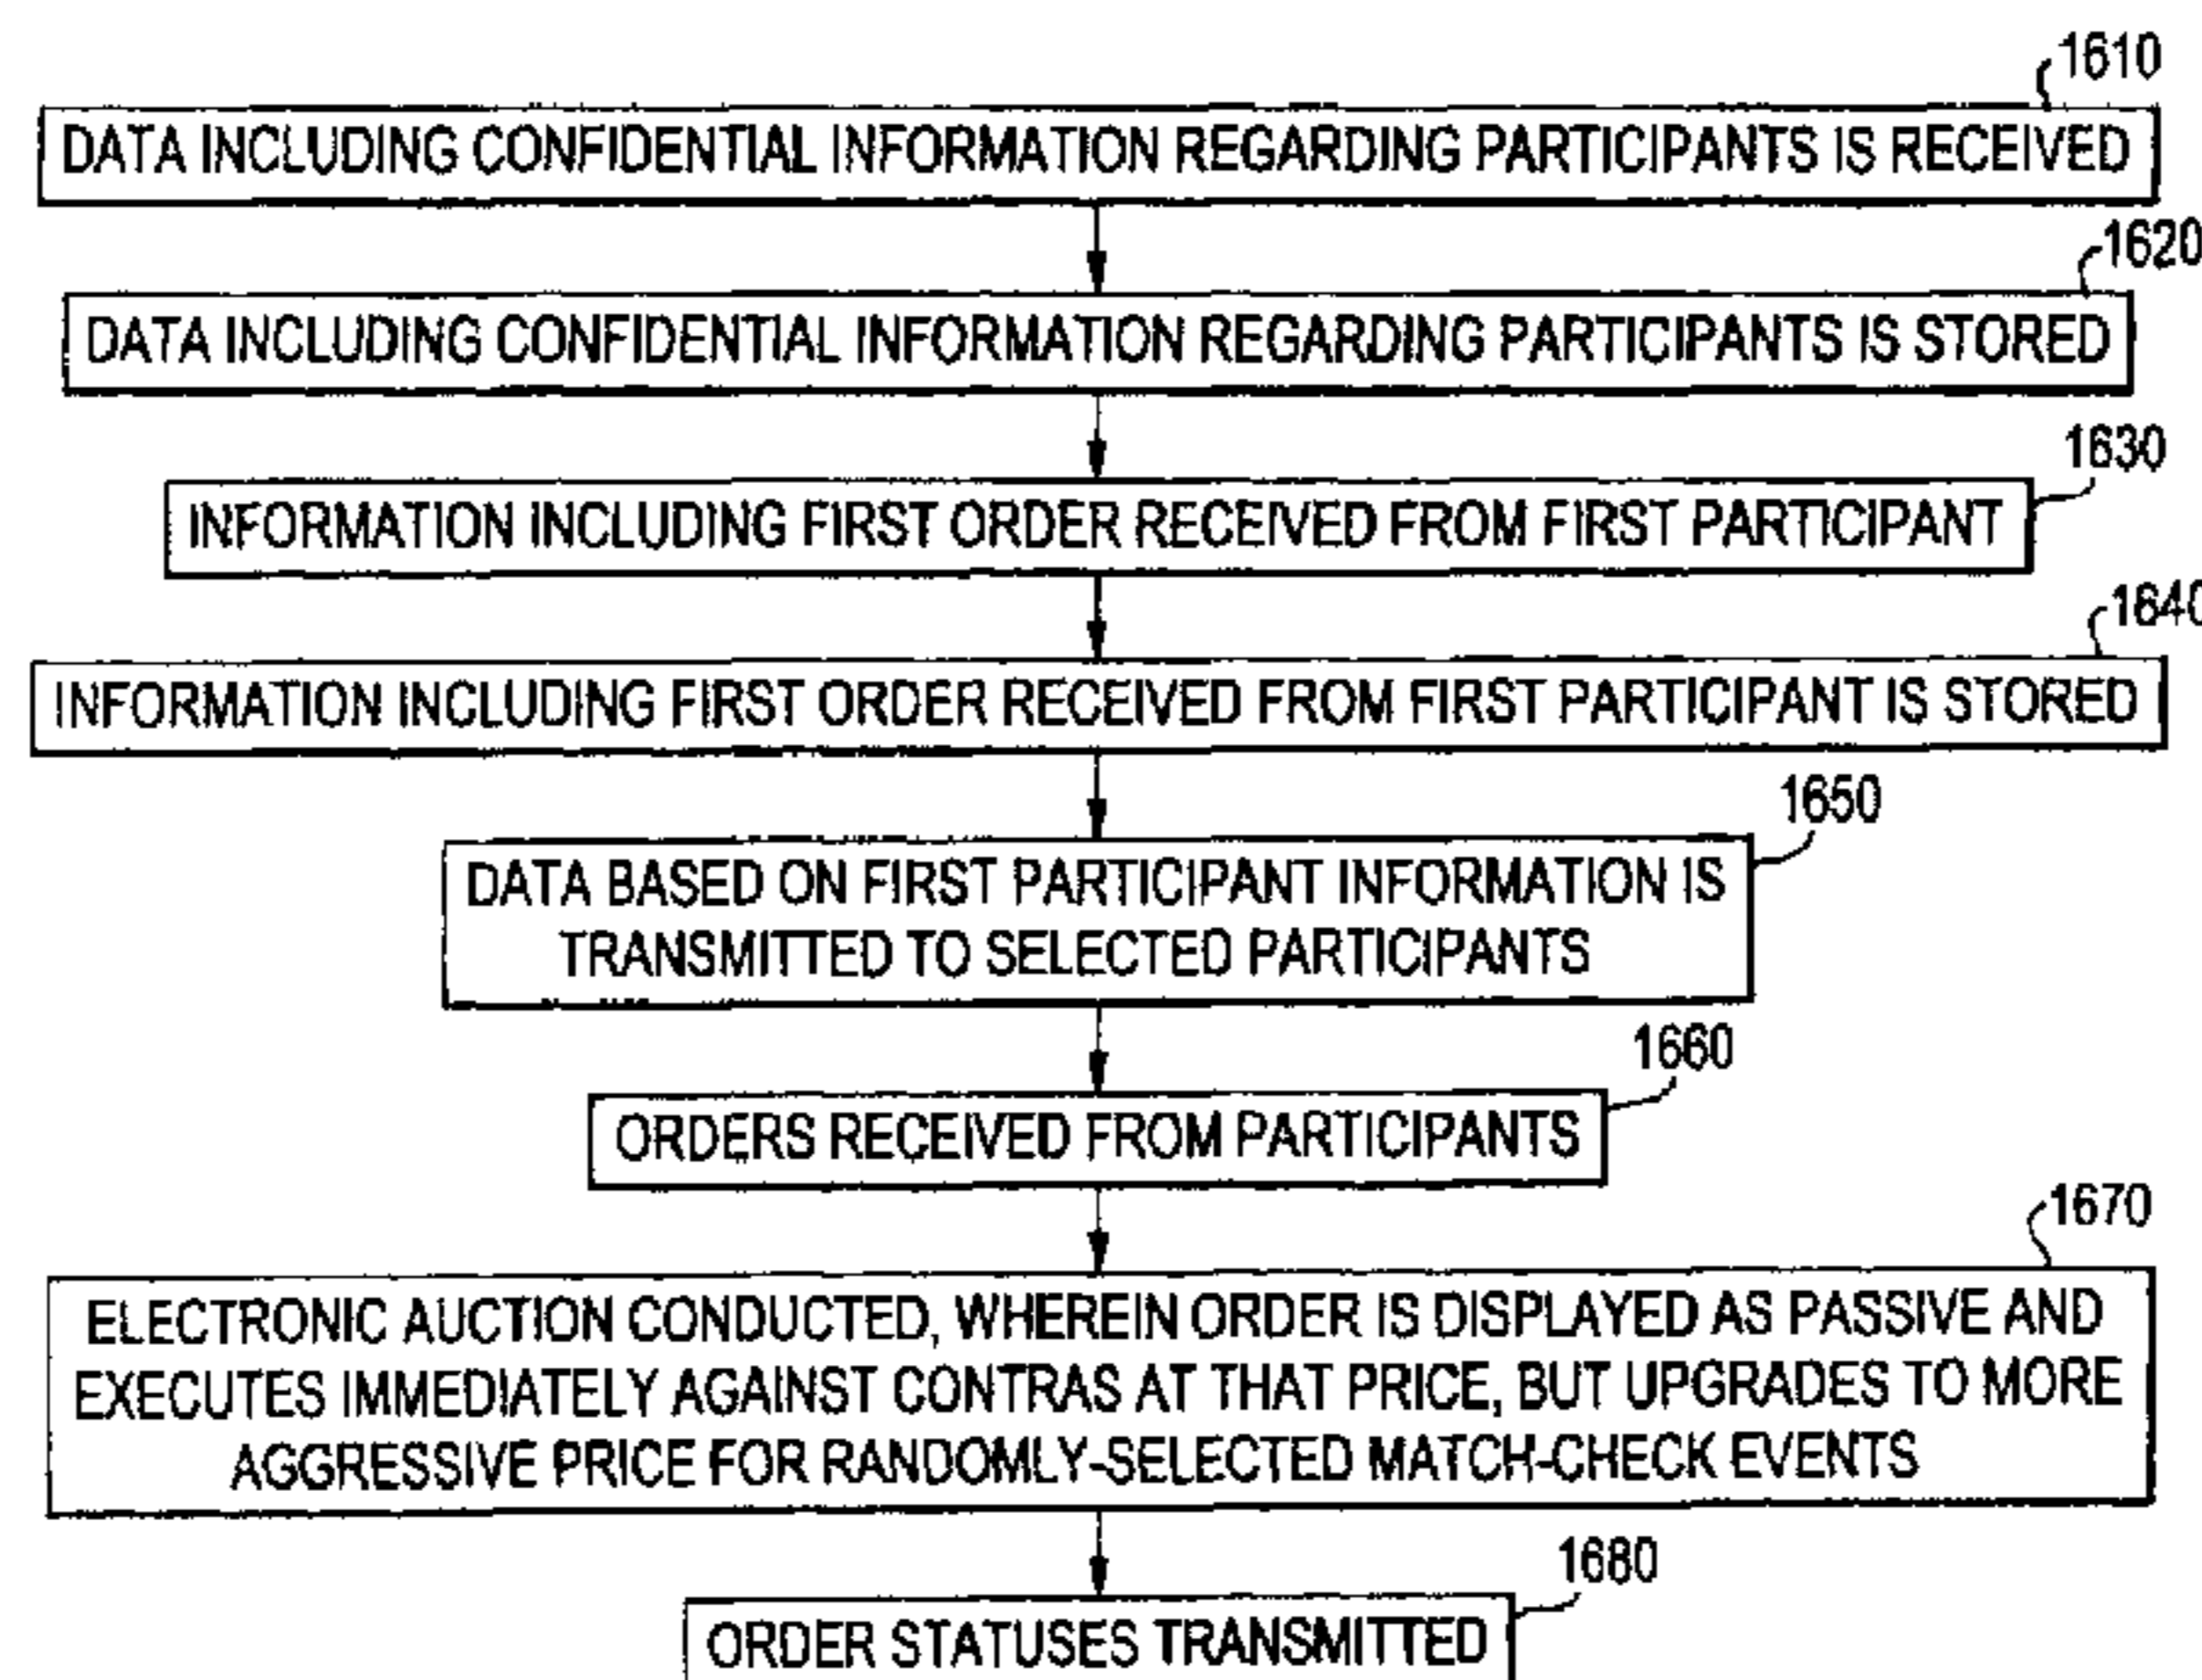 1610
DATA INCLUDING CONFIDENTIAL INFORMATION REGARDING PARTICIPANTS IS RECEIVED
1620
DATA INCLUDING CONFIDENTIAL INFORMATION REGARDING PARTICIPANTS IS STORED
1630
INFORMATION INCLUDING FIRST ORDER RECEIVED FROM FIRST PARTICIPANT
1640
INFORMATION INCLUDING FIRST ORDER RECEIVED FROM FIRST PARTICIPANT IS STORED
1650
DATA BASED ON FIRST PARTICIPANT INFORMATION IS
TRANSMITTED TO SELECTED PARTICIPANTS
1660
ORDERS RECEIVED FROM PARTICIPANTS
1670
ELECTRONIC AUCTION CONDUCTED, WHEREIN ORDER IS DISPLAYED AS PASSIVE AND
EXECUTES IMMEDIATELY AGAINST CONTRAS AT THAT PRICE, BUT UPGRADES TO MORE
AGGRESSIVE PRICE FOR RANDOMLY-SELECTED MATCH-CHECK EVENTS
1680
ORDER STATUSES TRANSMITTED